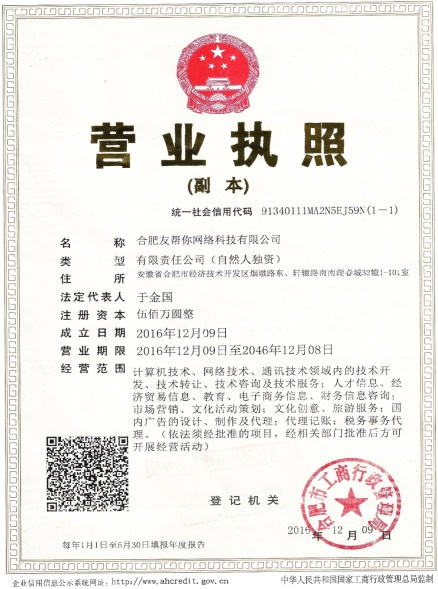 营业执照
(副本)
统一社会信用代码 91340111MA2N5EJ59N(1-1)
名 称 合肥友帮你网络科技有限公司
类 型 有限责任公司（自然人独资）
住 所 安徽省合肥市经济技术开发区烟墩路东、轩辕路南南湖春城32幢1-101室
法定代表人 于金国
注册资本 伍佰万圆整
成立日期 2016年12月09日
营业期限 2016年12月09日至2046年12月08日
经营范围 计算机技术、网络技术、通讯技术领域内的技术开
发、技术转让、技术咨询及技术服务；人才信息、经
济贸易信息、教育、电子商务信息、财务信息咨询；
市场营销、文化活动策划；文化创意、旅游服务；国
内广告的设计、制作及代理；代理记账；税务事务代
理。（依法须经批准的项目，经相关部门批准后方可
开展经营活动）
登记机关
合肥市工商行政管理局
2016年12月09日
每年1月1日至6月30日填报年度报告
企业信用信息公示系统网址：http://www.ahcredit.gov.cn
中华人民共和国国家工商行政管理总局监制